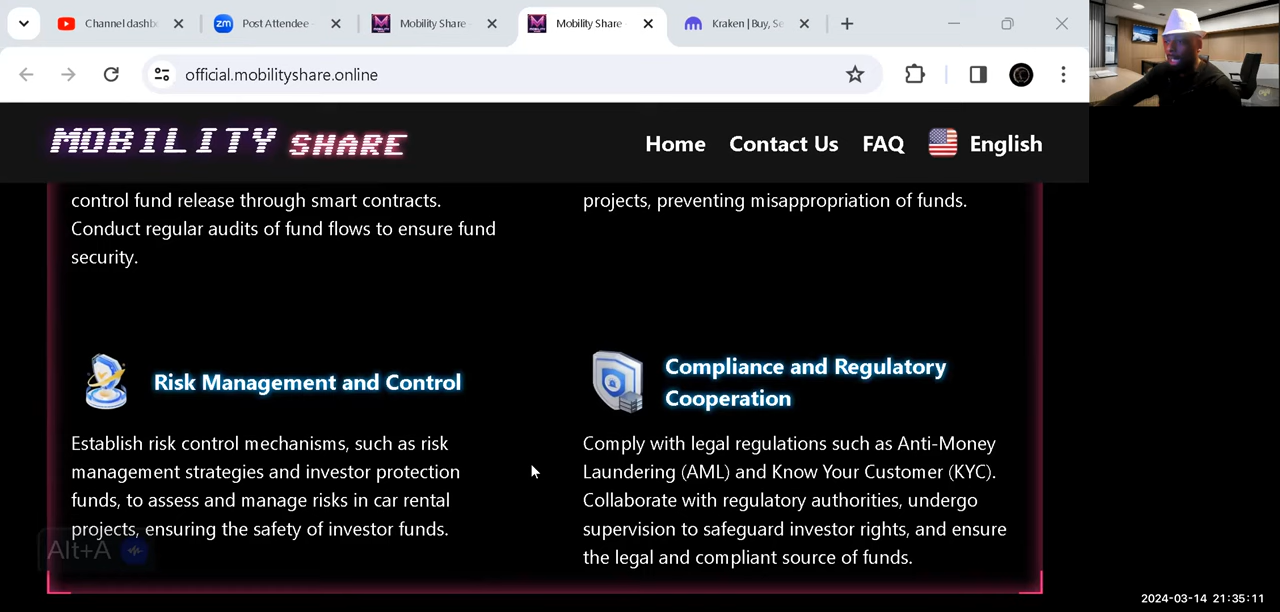 Channel dashb
Post Attendee
Mobility Share
Mobility Share
Kraken | Buy, Se
official.mobilityshare.online
MOBILITY SHARE
Home
Contact Us
FAQ
English
control fund release through smart contracts.
Conduct regular audits of fund flows to ensure fund
security.
projects, preventing misappropriation of funds.
Risk Management and Control
Establish risk control mechanisms, such as risk
management strategies and investor protection
funds, to assess and manage risks in car rental
projects, ensuring the safety of investor funds.
Compliance and Regulatory
Cooperation
Comply with legal regulations such as Anti-Money
Laundering (AML) and Know Your Customer (KYC).
Collaborate with regulatory authorities, undergo
supervision to safeguard investor rights, and ensure
the legal and compliant source of funds.
Alt+A
2024-03-14 21:35:11